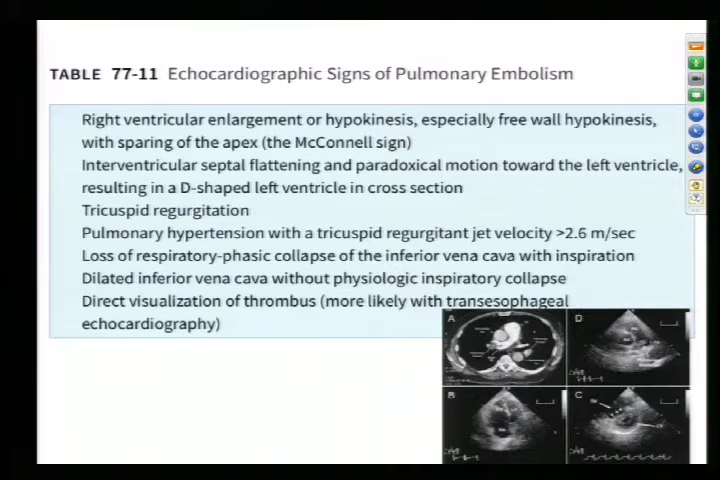 TABLE 77-11 Echocardiographic Signs of Pulmonary Embolism
Right ventricular enlargement or hypokinesis, especially free wall hypokinesis,
with sparing of the apex (the McConnell sign)
Interventricular septal flattening and paradoxical motion toward the left ventricle,
resulting in a D-shaped left ventricle in cross section
Tricuspid regurgitation
Pulmonary hypertension with a tricuspid regurgitant jet velocity >2.6 m/sec
Loss of respiratory-phasic collapse of the inferior vena cava with inspiration
Dilated inferior vena cava without physiologic inspiratory collapse
Direct visualization of thrombus (more likely with transesophageal
echocardiography)
A
D
B
C